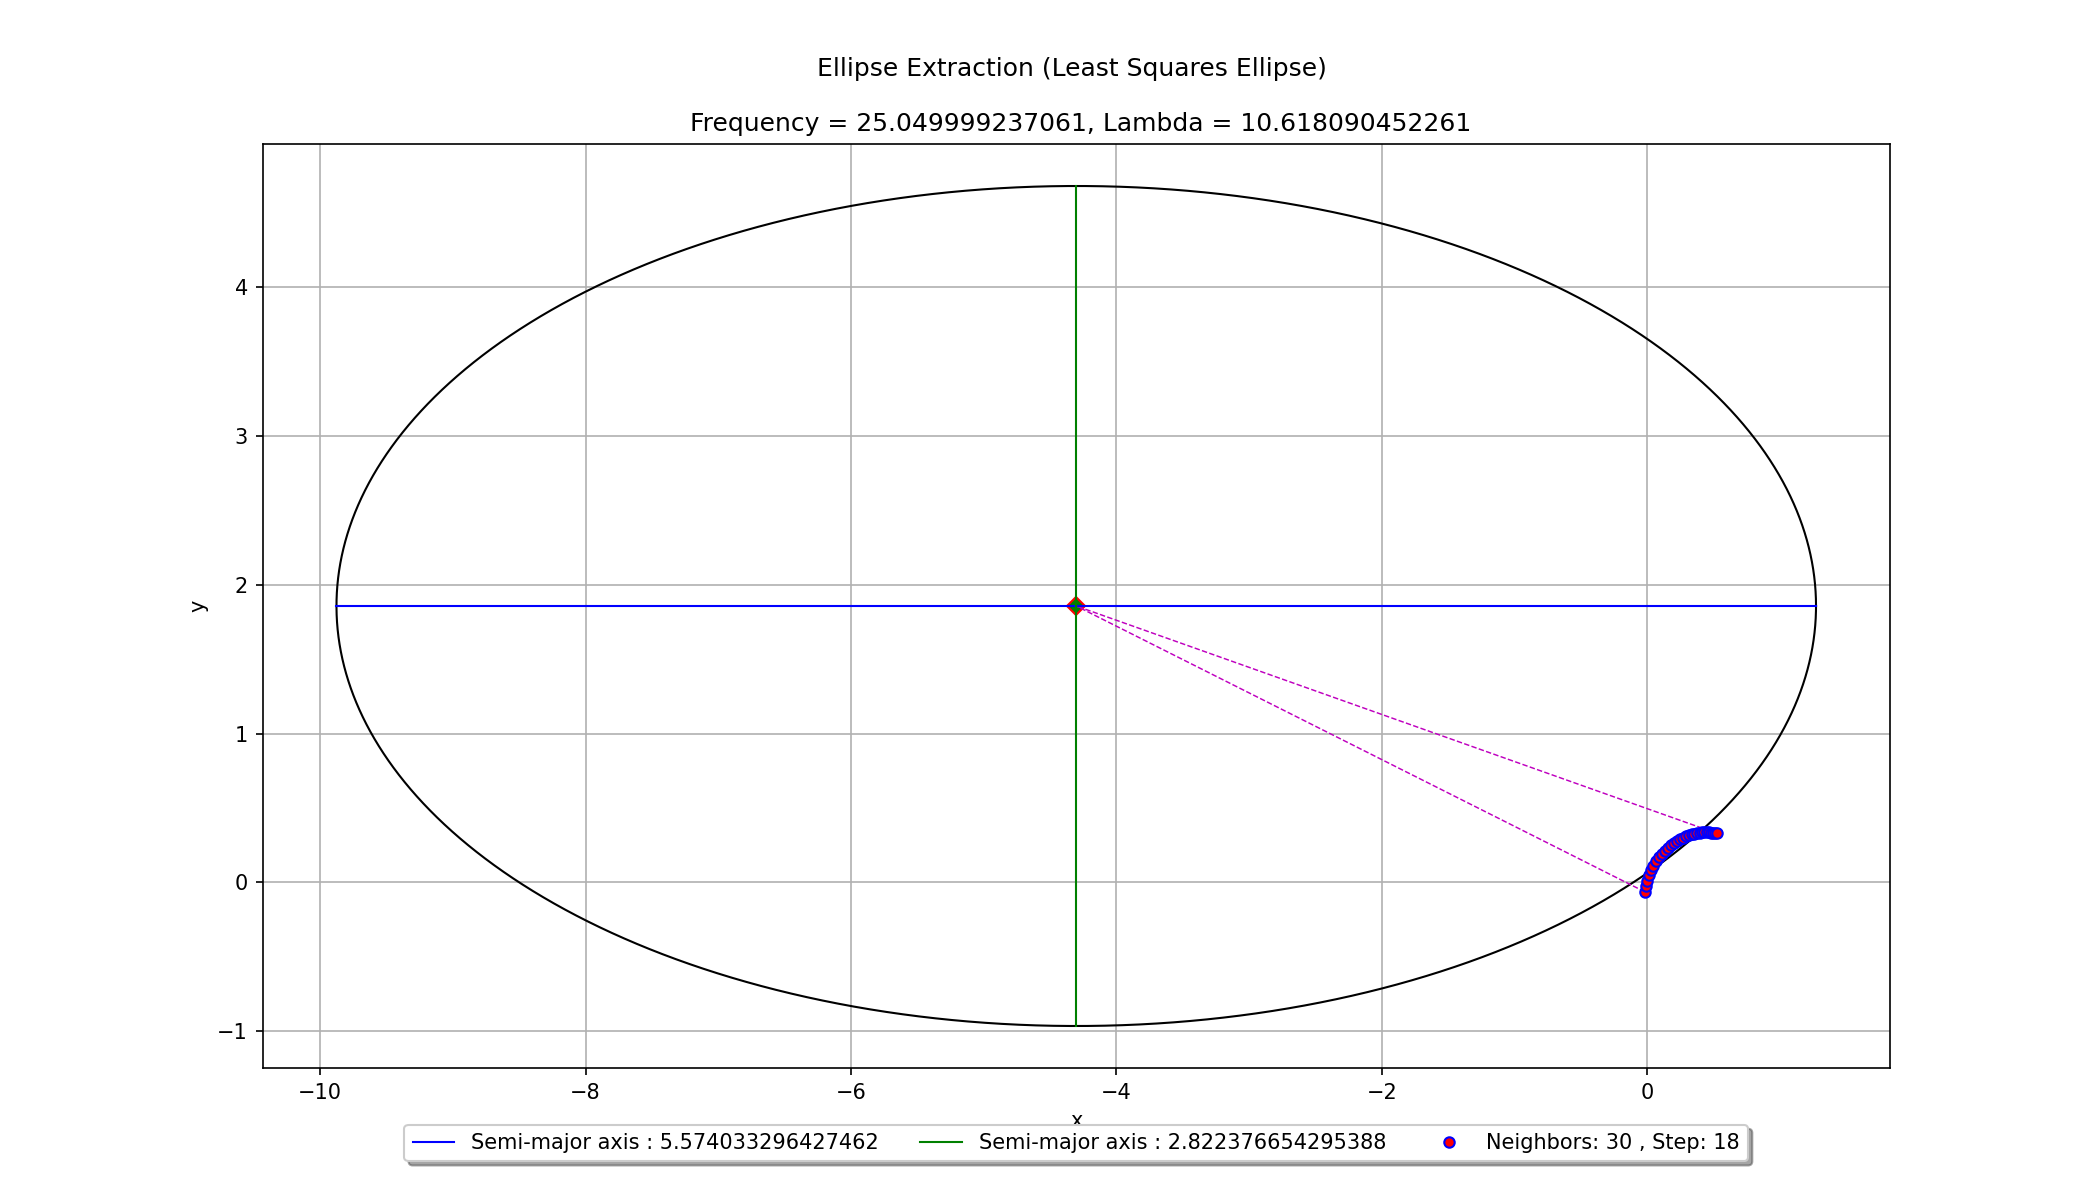 Ellipse Extraction (Least Squares Ellipse)
Frequency = 25.049999237061, Lambda = 10.618090452261
4
3
2
1
0
−1
y
−10 −8 −6 −4 −2 0
x
Semi-major axis : 5.574033296427462 Semi-major axis : 2.822376654295388 Neighbors: 30 , Step: 18